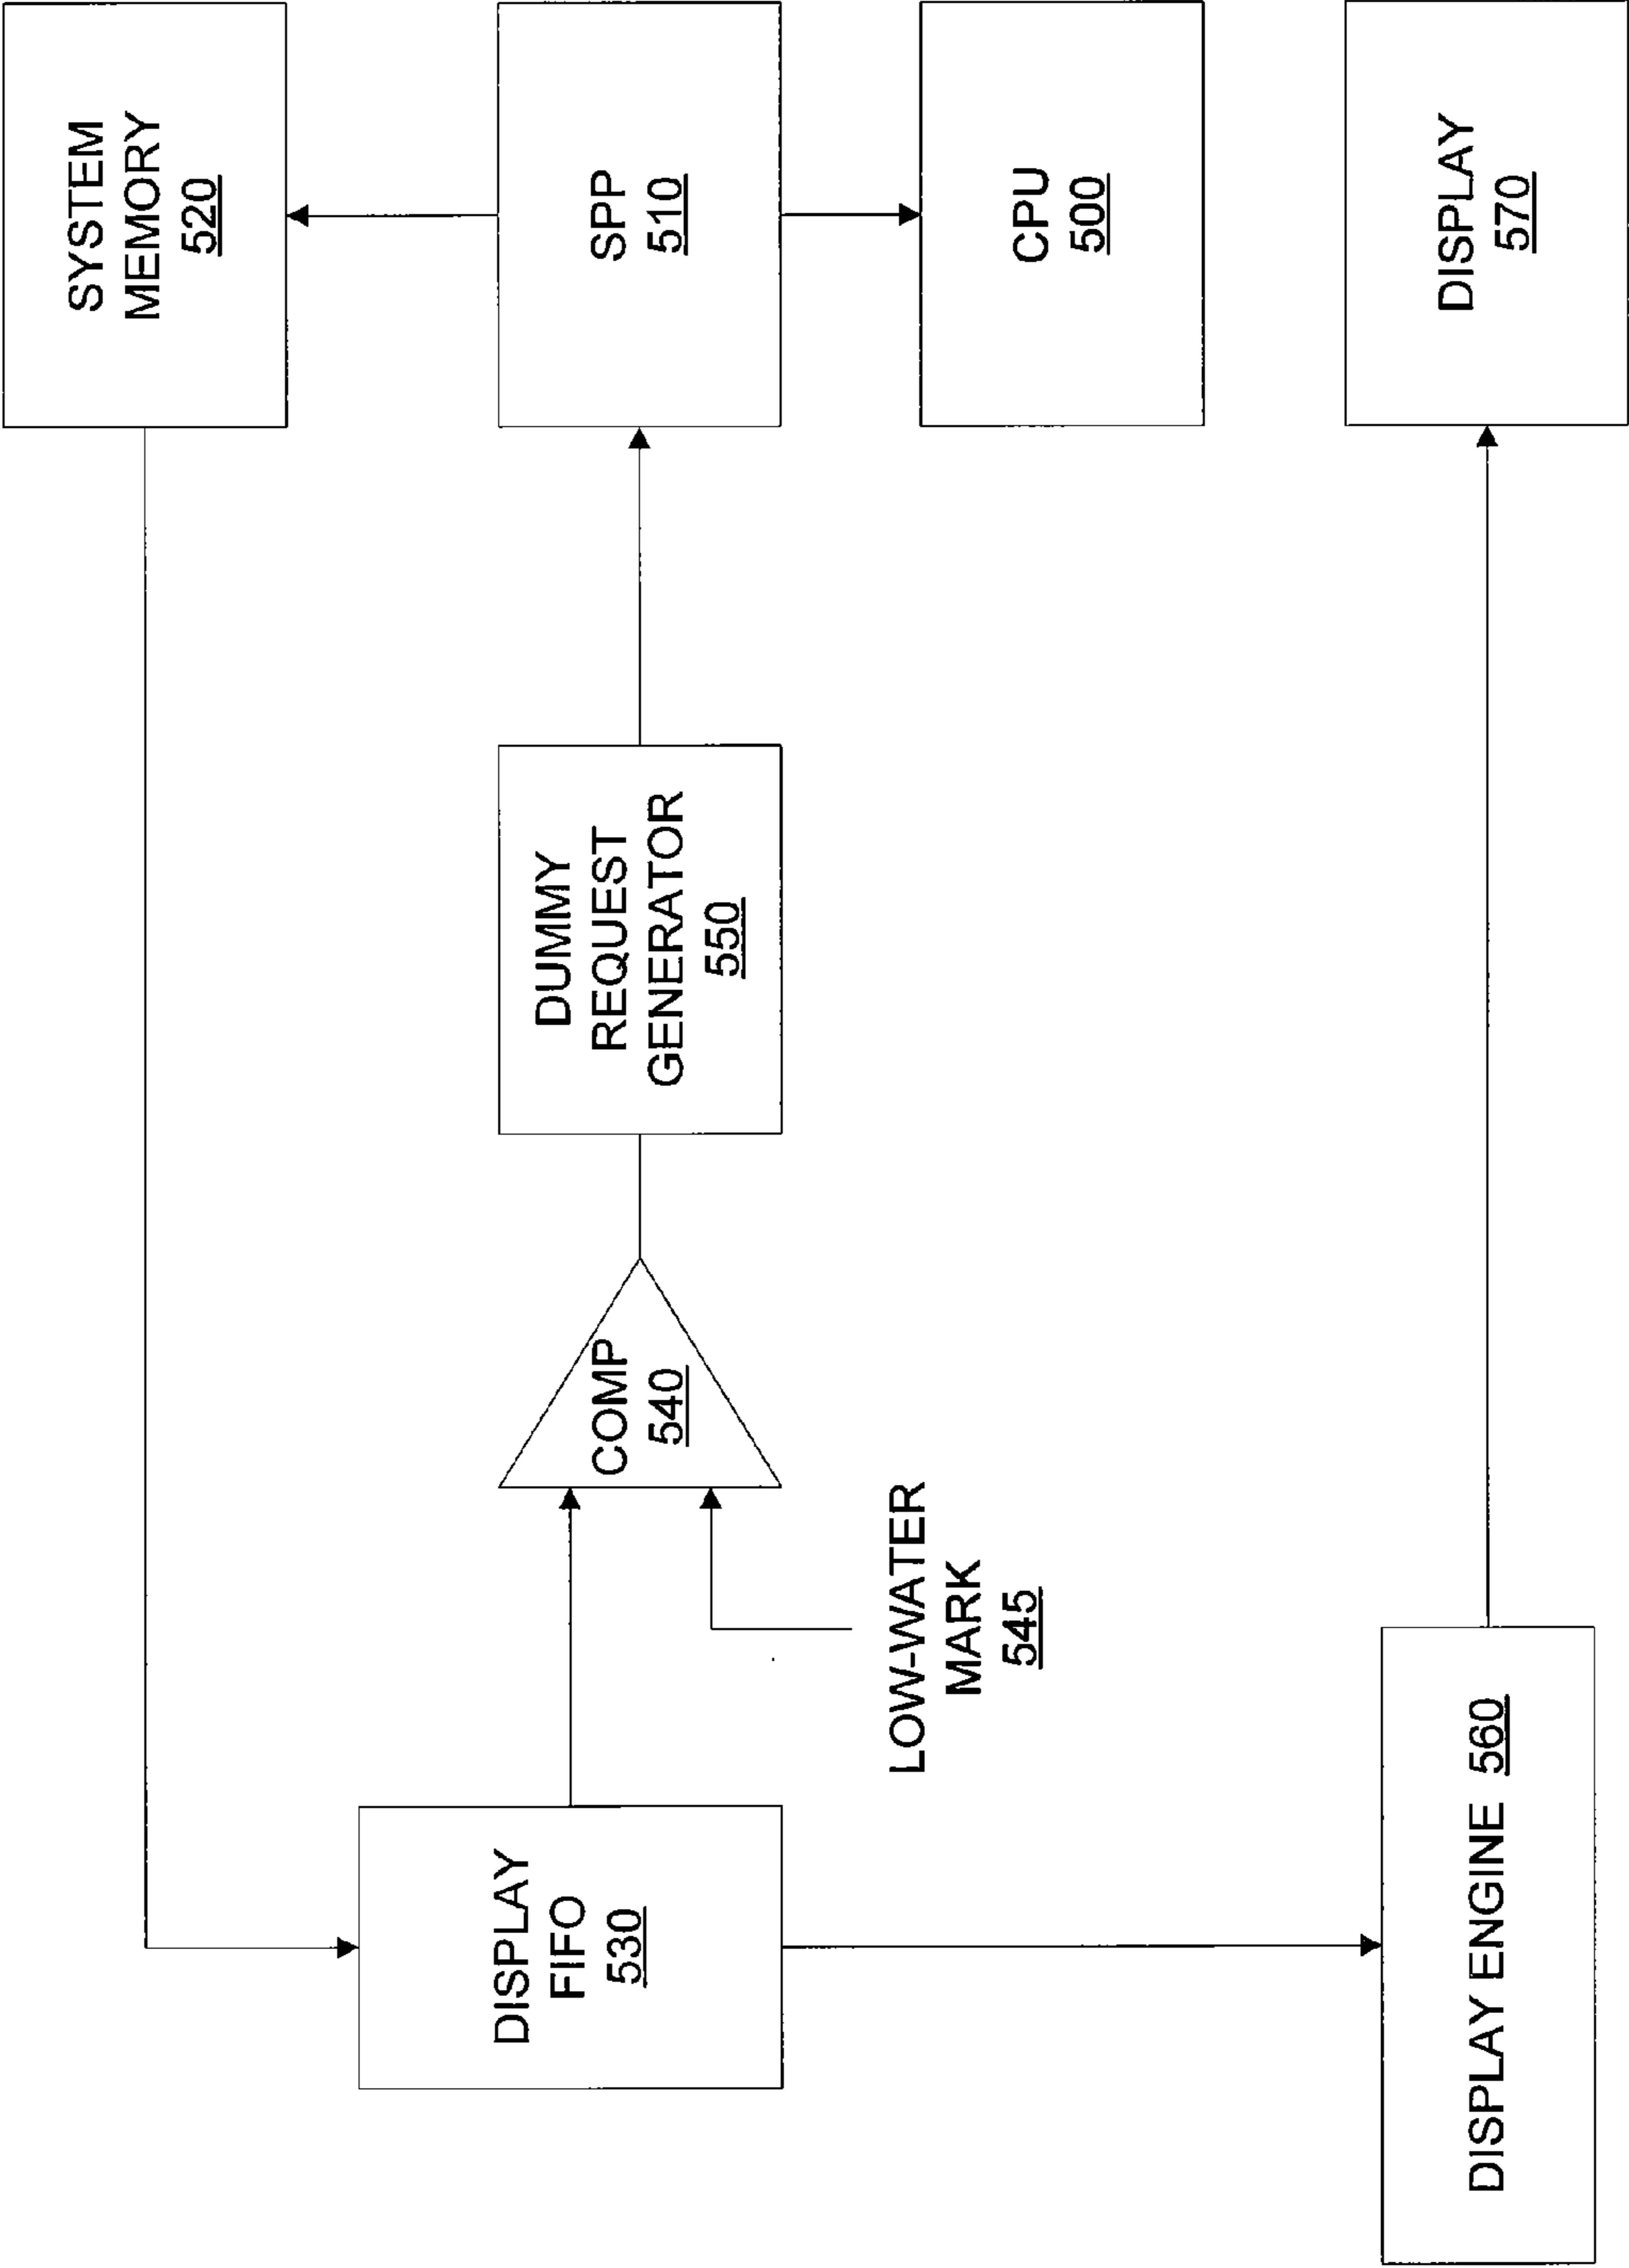 SYSTEM
MEMORY
520
SPP
510
CPU
500
DISPLAY
570
DUMMY
REQUEST
GENERATOR
550
COMP
540
LOW-WATER
MARK
545
DISPLAY
FIFO
530
DISPLAY ENGINE 560